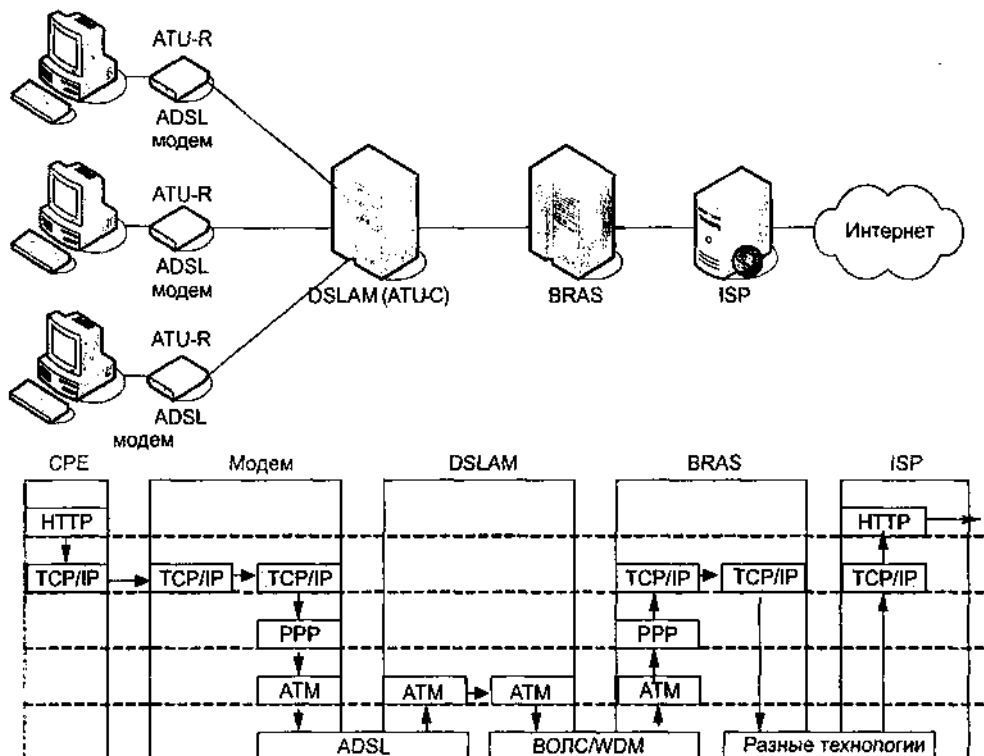 ATU-R
ADSL
модем
ATU-R
ADSL
модем
ATU-R
ADSL
модем
DSLAM (ATU-C)
BRAS
ISP
Интернет
CPE Модем DSLAM BRAS ISP
HTTP HTTP
TCP/IP TCP/IP TCP/IP TCP/IP TCP/IP TCP/IP
PPP PPP
ATM ATM ATM ATM
ADSL ВОЛС/WDM Разные технологии